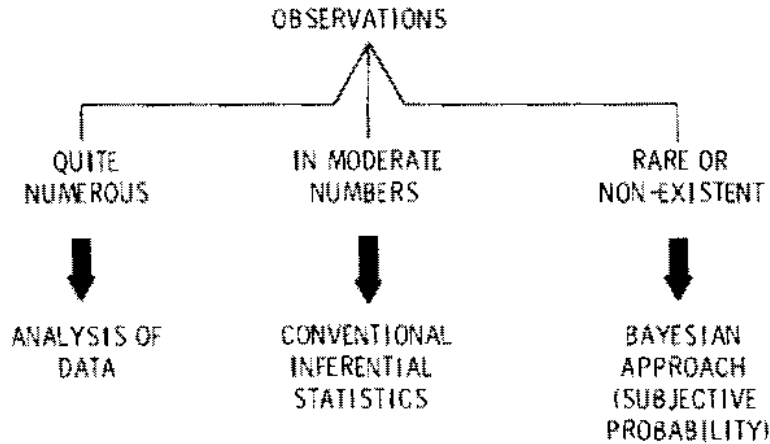 OBSERVATIONS
QUITE
NUMEROUS
IN MODERATE
NUMBERS
RARE OR
NON-EXISTENT
ANALYSIS OF
DATA
CONVENTIONAL
INFERENTIAL
STATISTICS
BAYESIAN
APPROACH
(SUBJECTIVE
PROBABILITY)